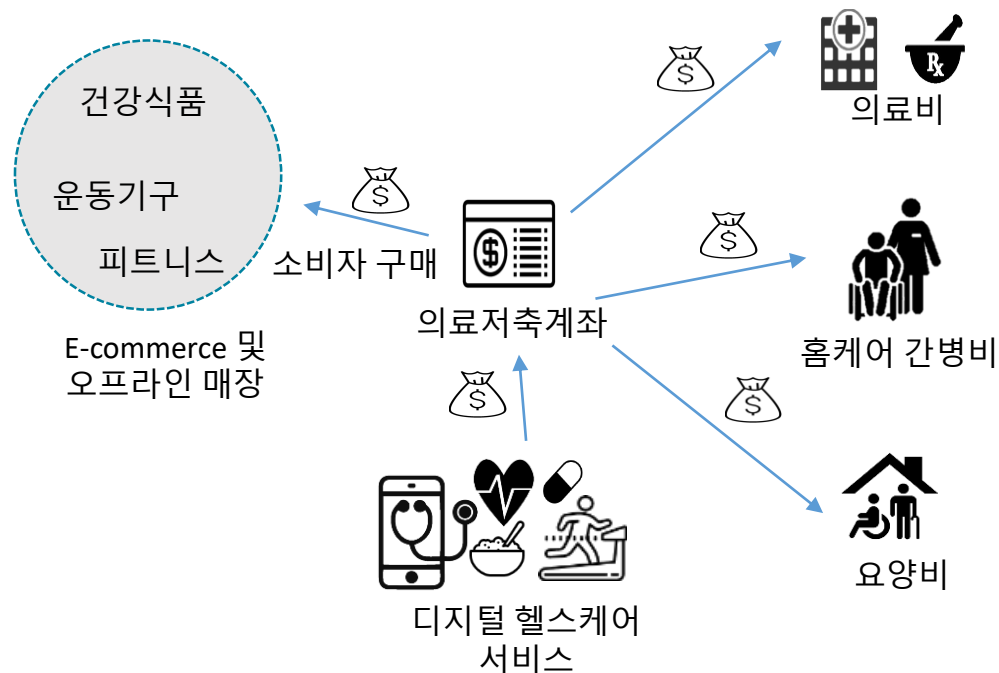 건강식품
운동기구
피트니스
E-commerce 및
오프라인 매장
소비자 구매
$
$
의료저축계좌
$
의료비
Rx
$
홈케어 간병비
$
요양비
$
디지털 헬스케어
서비스